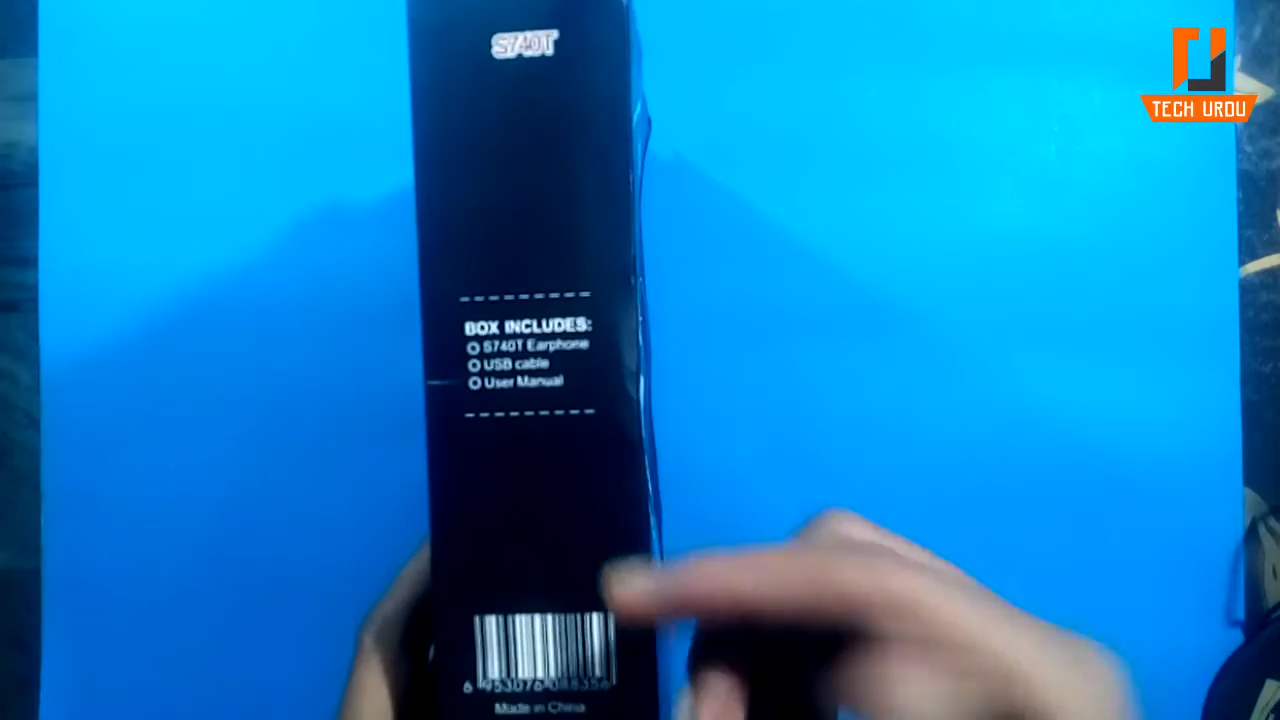 S740T
TECH URDU
BOX INCLUDES:
S740T Earphone
USB cable
User Manual
Made in China